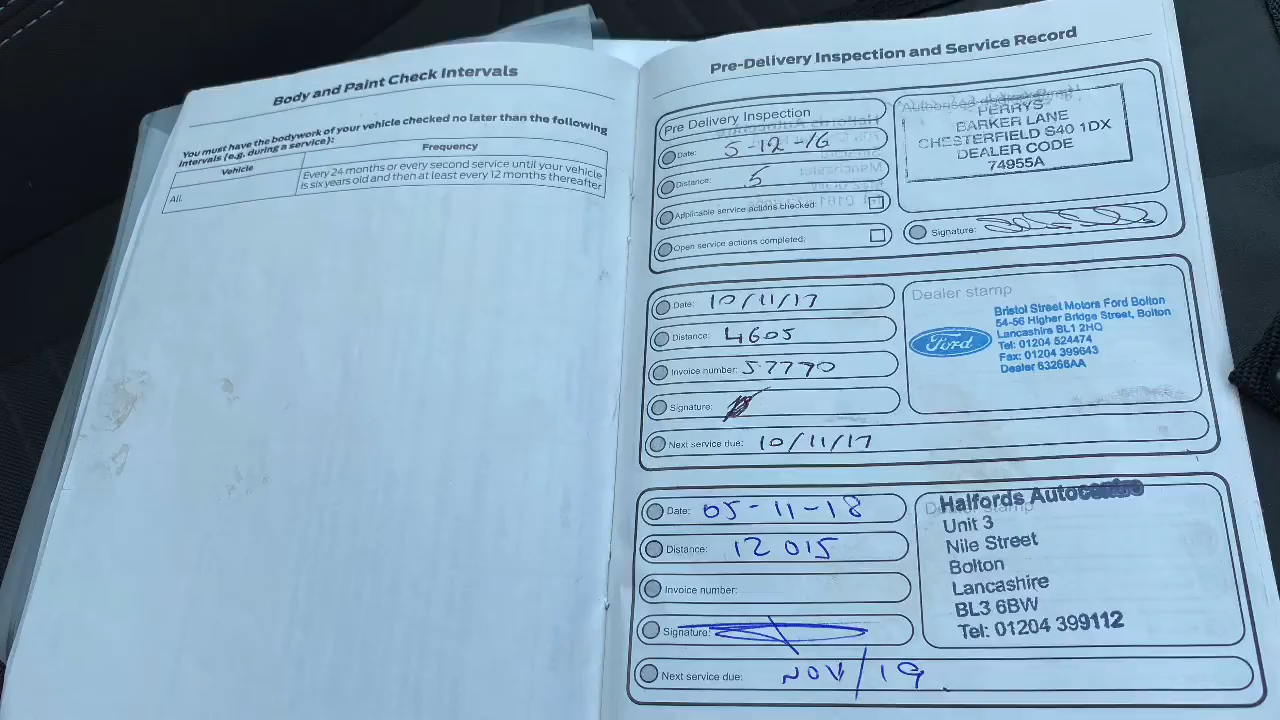 Body and Paint Check Intervals
You must have the bodywork of your vehicle checked no later than the following
intervals (e.g. during a service):
Vehicle
Frequency
All.
Every 24 months or every second service until your vehicle
is six years old and then at least every 12 months thereafter
Pre-Delivery Inspection and Service Record
Pre Delivery Inspection
Date: 5-12-16
Distance: 5
Applicable service actions checked:
Open service actions completed:
PERRYS
BARKER LANE
CHESTERFIELD S40 1DX
DEALER CODE
74955A
Signature:
Date: 10/11/17
Distance: 4605
Invoice number: 57770
Signature:
Next service due: 10/11/17
Dealer stamp
Ford
Bristol Street Motors Ford Bolton
54-56 Higher Bridge Street, Bolton
Lancashire BL1 2HQ
Tel: 01204 524474
Fax: 01204 399643
Dealer 63266AA
Date: 05-11-18
Distance: 12 015
Invoice number:
Signature:
Next service due: NOV/19
Dealer stamp
Halfords Autocentre
Unit 3
Nile Street
Bolton
Lancashire
BL3 6BW
Tel: 01204 399112